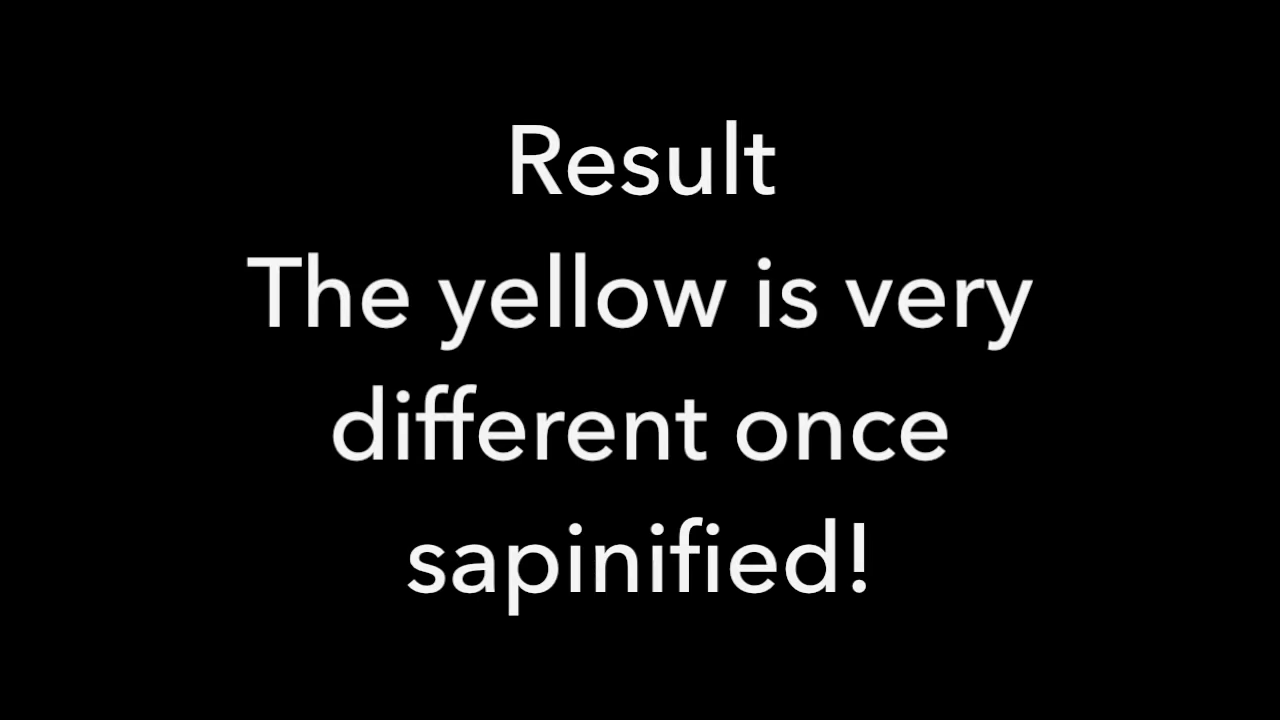 Result
The yellow is very
different once
sapinified!